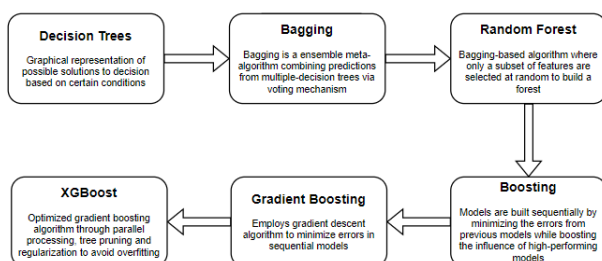 Decision Trees
Graphical representation of
possible solutions to decision
based on certain conditions
Bagging
Bagging is a ensemble meta-
algorithm combining predictions
from multiple-decision trees via
voting mechanism
Random Forest
Bagging-based algorithm where
only a subset of features are
selected at random to build a
forest
XGBoost
Optimized gradient boosting
algorithm through parallel
processing, tree pruning and
regularization to avoid overfitting
Gradient Boosting
Employs gradient descent
algorithm to minimize errors in
sequential models
Boosting
Models are built sequentially by
minimizing the errors from
previous models while boosting
the influence of high-performing
models